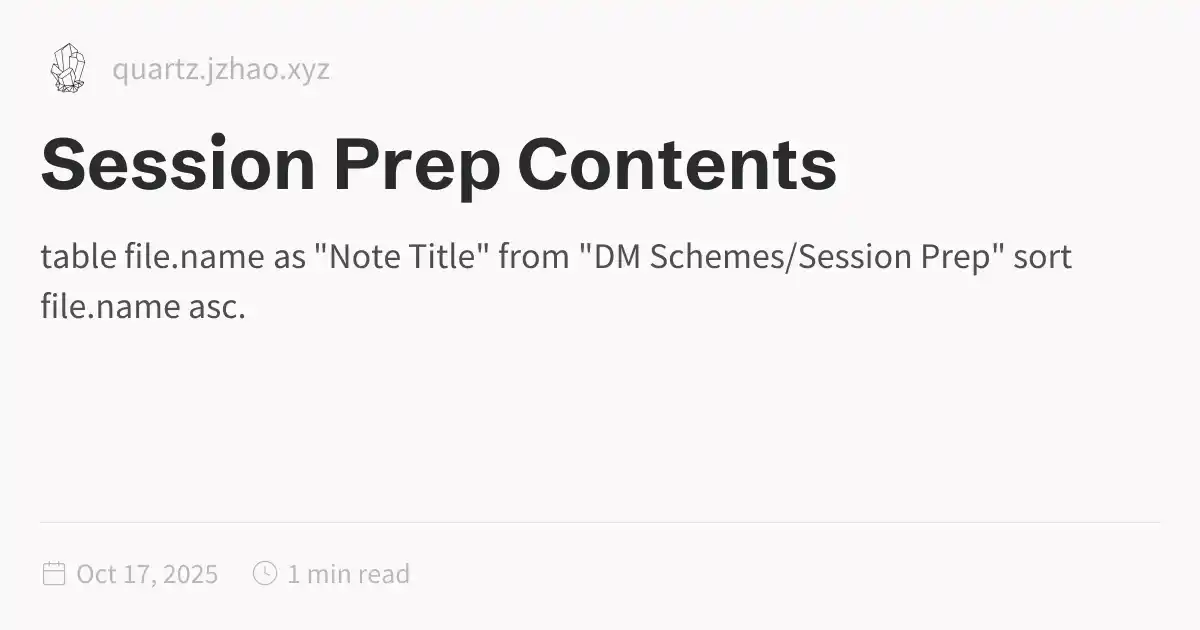 quartz.jzhao.xyz
Session Prep Contents
table file.name as "Note Title" from "DM Schemes/Session Prep" sort
file.name asc.
Oct 17, 2025 1 min read